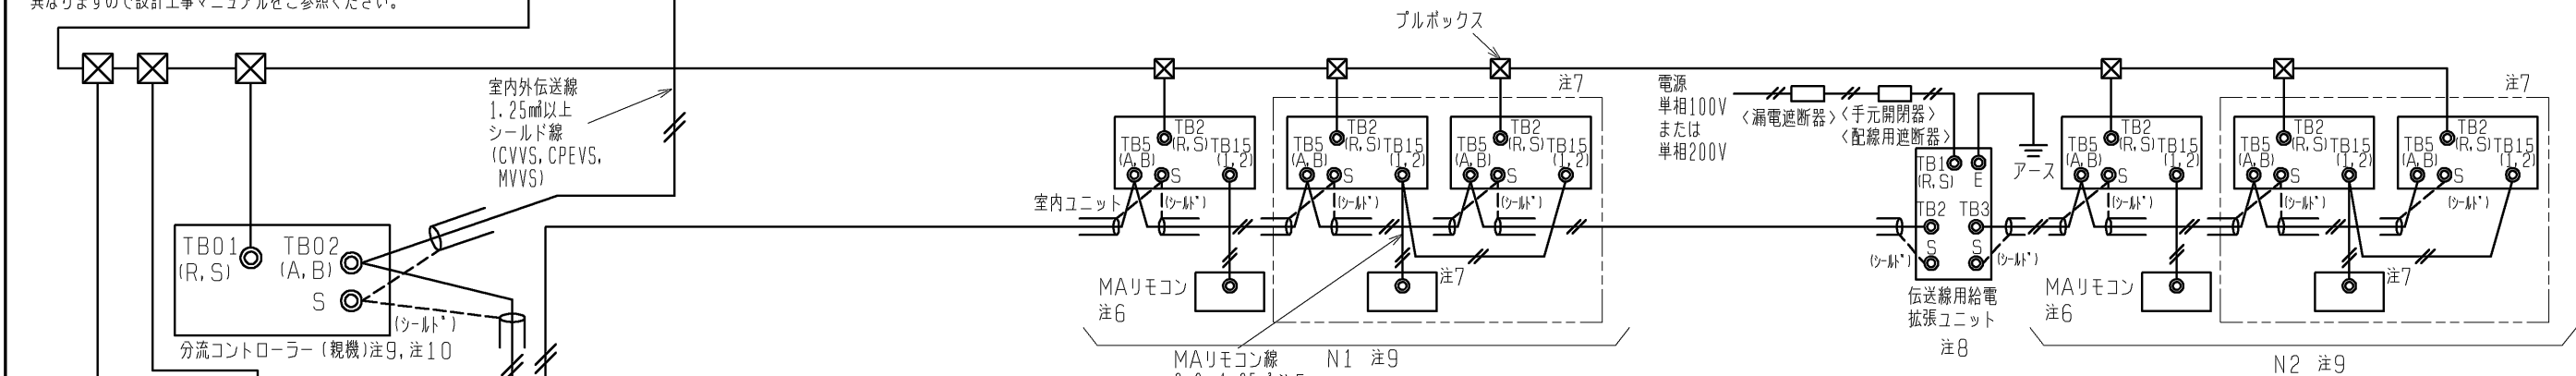 異なりますので設計工事マニュアルをご参照ください。
プルボックス
室内外伝送線
1.25㎟以上
シールド線
(CVVS, CPEVS,
MVVS)
TB01
(R,S)
TB02
(A,B)
S
(シールド)
分流コントローラー(親機)注9,注10
室内ユニット
TB5
(A,B)
TB2
(R,S)
TB15
(1,2)
S
(シールド)
MAリモコン
注6
注7
TB5
(A,B)
TB2
(R,S)
TB15
(1,2)
S
(シールド)
注7
TB5
(A,B)
TB2
(R,S)
TB15
(1,2)
S
(シールド)
MAリモコン線
N1 注9
電源
単相100V
または
単相200V
<漏電遮断器>
<手元開閉器>
<配線用遮断器>
TB1
(R,S)
E
アース
TB2
TB3
S
S
(シールド)
(シールド)
伝送線用給電
拡張ユニット
注8
TB5
(A,B)
TB2
(R,S)
TB15
(1,2)
S
(シールド)
MAリモコン
注6
注7
TB5
(A,B)
TB2
(R,S)
TB15
(1,2)
S
(シールド)
注7
TB5
(A,B)
TB2
(R,S)
TB15
(1,2)
S
(シールド)
N2 注9